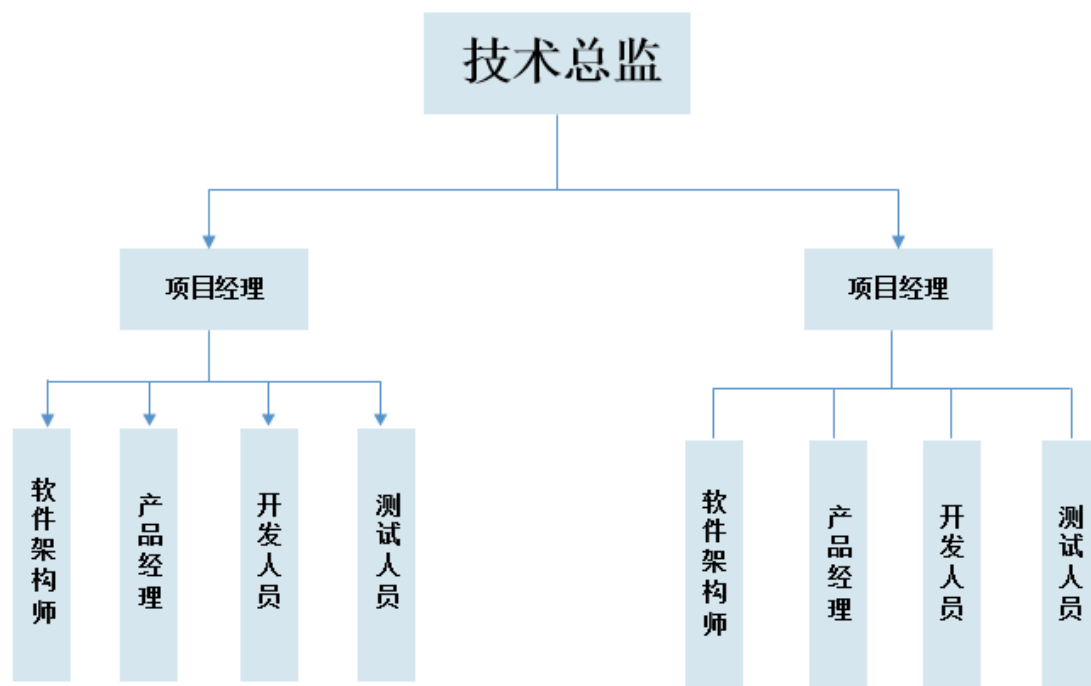 技术总监
项目经理
项目经理
软件架构师
产品经理
开发人员
测试人员
软件架构师
产品经理
开发人员
测试人员